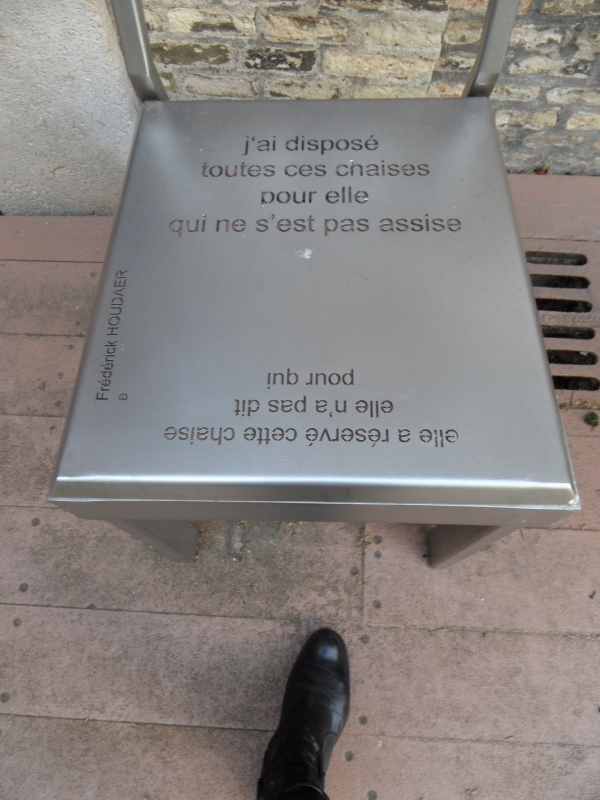 j'ai disposé
toutes ces chaises
pour elle
qui ne s'est pas assise
Frédérick HOUDAER
e
elle a réservé cette chaise
elle n'a pas dit
pour qui